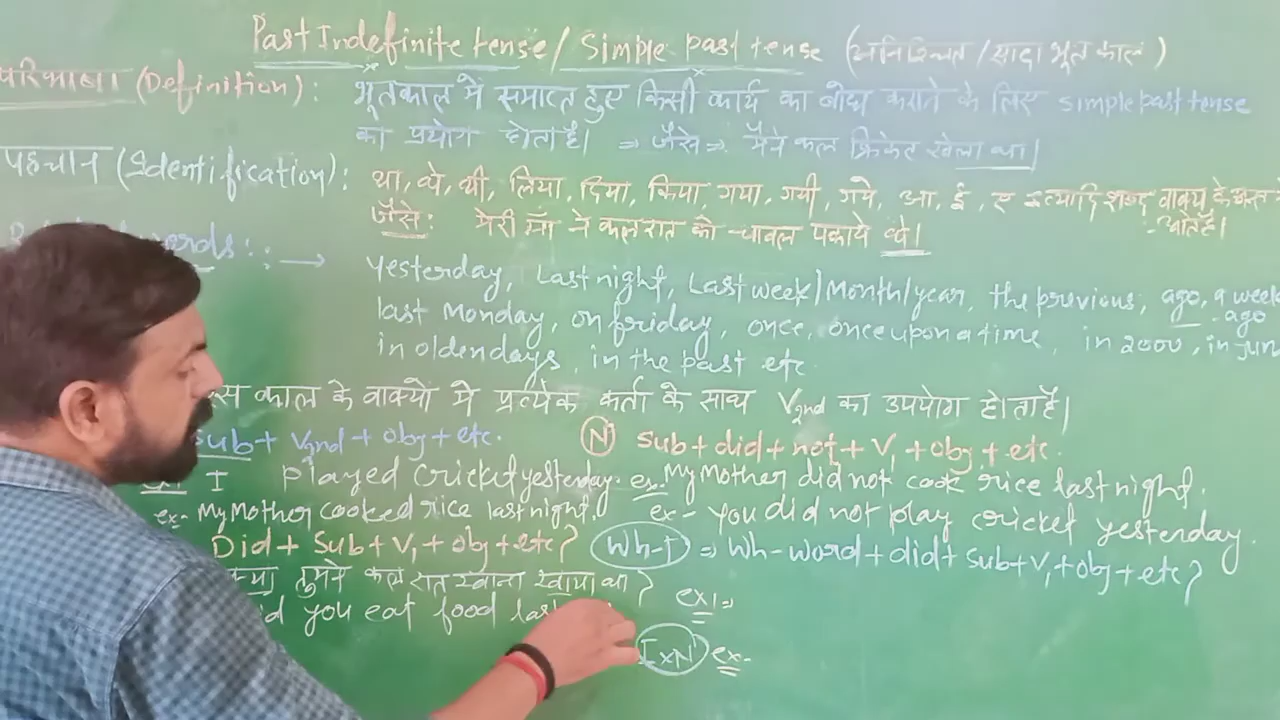 Past Indefinite tense / Simple past tense (अनिश्चित / सादा भूत काल)
परिभाषा (Definition) : भूतकाल में समाप्त हुए किसी कार्य का बोध कराने के लिए simple past tense
का प्रयोग होता है। ⇒ जैसे ⇒ मैंने कल क्रिकेट खेला था।
पहचान (Identification) : था, थे, थी, लिया, दिया, किया, गया, गयी, गये, आ, ई, ए इत्यादि शब्द वाक्य के अन्त
जैसे : मेरी माँ ने कल रात को चावल पकाये थे। होते हैं।
words : → yesterday, Last night, Last week/Month/year, the previous, ago, a week ago
last Monday, on friday, once, once upon a time, in 2000, in jun
in olden days, in the past etc.
स काल के वाक्यों में प्रत्येक कर्ता के साथ V2nd का उपयोग होता है।
Sub + V2nd + obj + etc. (N) Sub + did + not + V1 + obj + etc.
I played cricket yesterday. ex- My Mother did not cook rice last night.
ex- My Mother cooked rice last night. ex- you did not play cricket yesterday.
Did + Sub + V1 + obj + etc? Wh-I ⇒ Wh-word + did + sub + V1 + obj + etc?
क्या तुमने कल रात खाना खाया था? ex1 ⇒
d you eat food las
IxN ex-